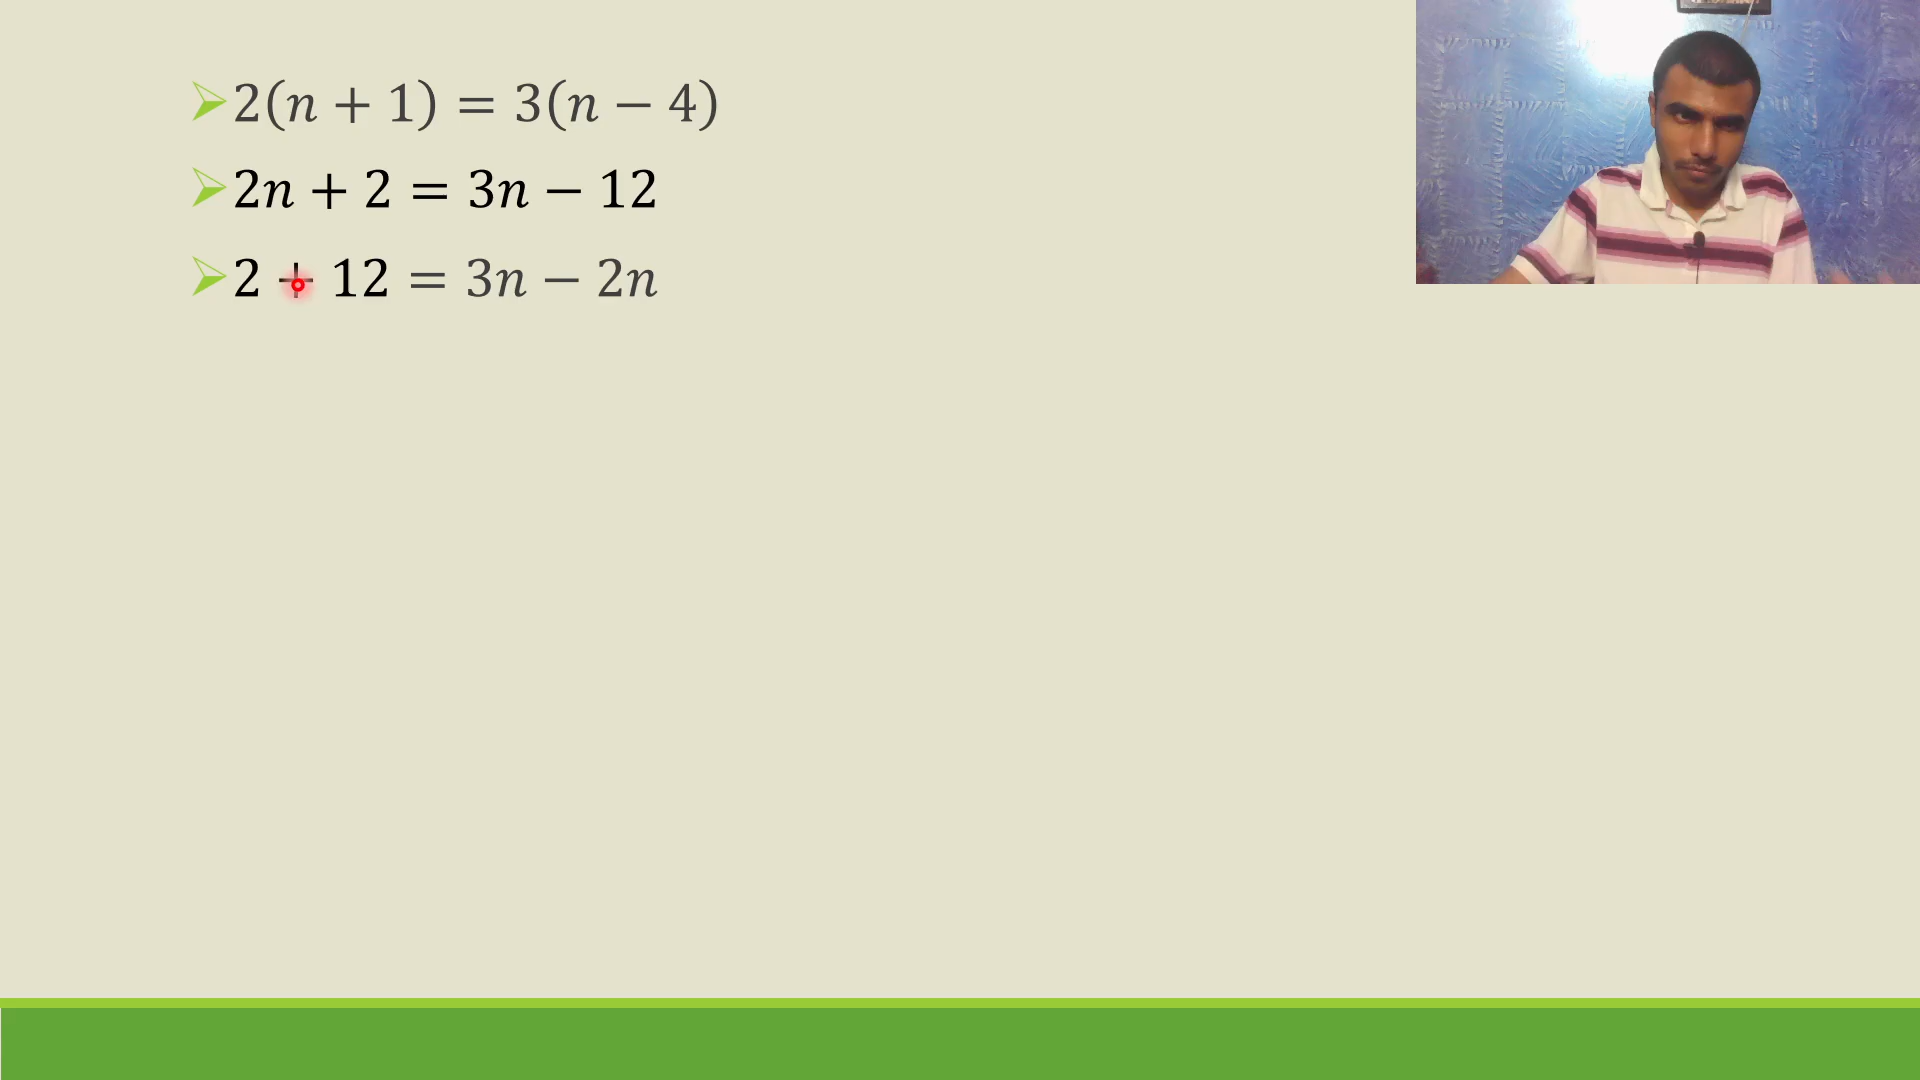 2(n + 1) = 3(n − 4)
2n + 2 = 3n − 12
2 + 12 = 3n − 2n